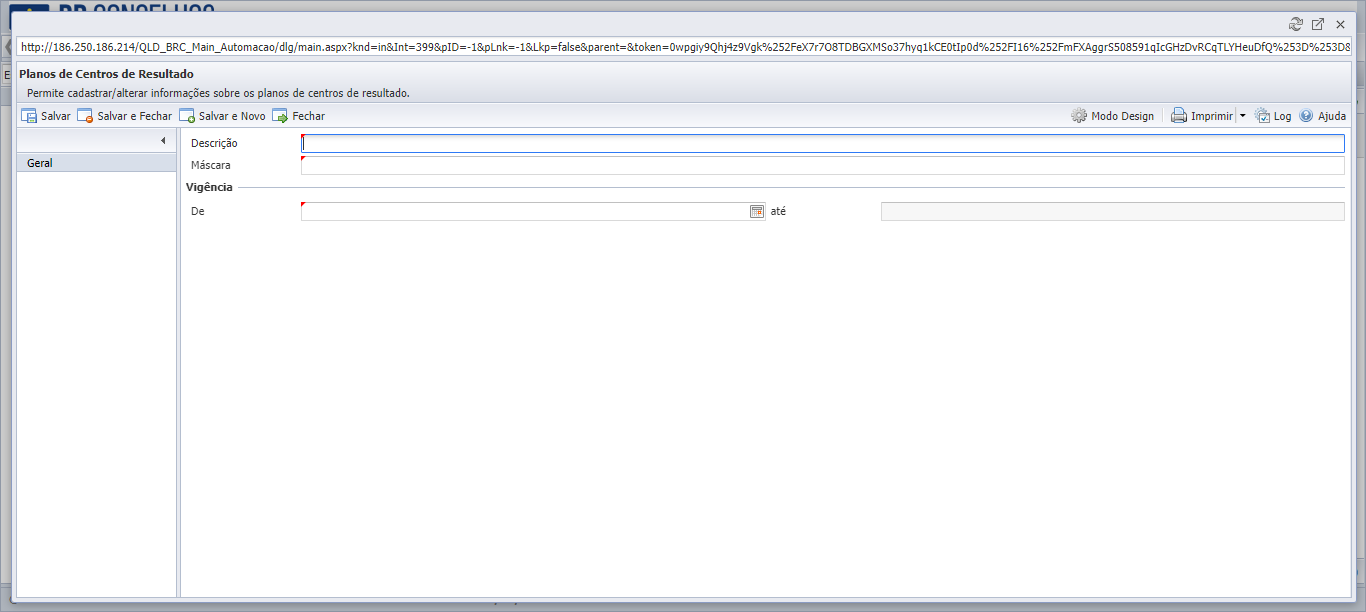 BR CONSELHOS
http://186.250.186.214/QLD_BRC_Main_Automacao/dlg/main.aspx?knd=in&Int=399&pID=-1&pLnk=-1&Lkp=false&parent=&token=0wpgiy9Qhj4z9Vgk%252FeX7r7O8TDBGXMSo37hyq1kCE0tIp0d%252FI16%252FmFXAggrS508591qIcGHzDvRCqTLYHeuDfQ%253D%253D&
Planos de Centros de Resultado
Permite cadastrar/alterar informações sobre os planos de centros de resultado.
Salvar Salvar e Fechar Salvar e Novo Fechar Modo Design Imprimir Log Ajuda
Geral
Descrição
Máscara
Vigência
De até